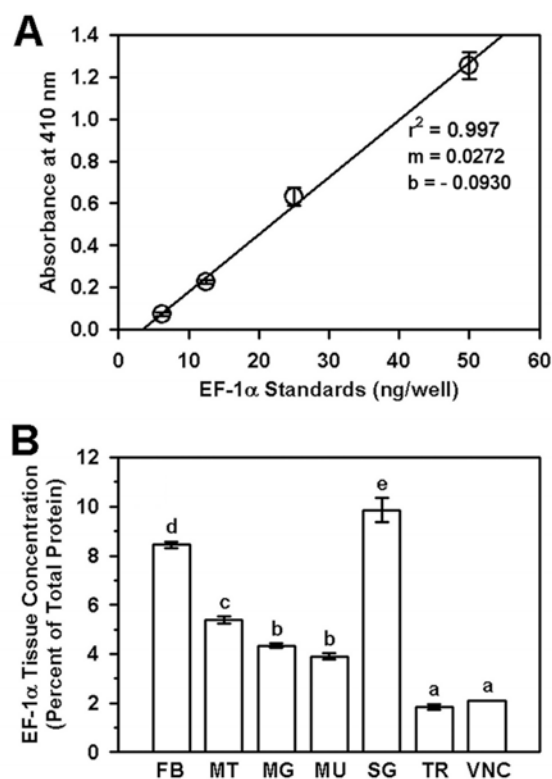 A
1.4
1.2
1.0
0.8
0.6
0.4
0.2
0.0
Absorbance at 410 nm
r² = 0.997
m = 0.0272
b = - 0.0930
0 10 20 30 40 50 60
EF-1α Standards (ng/well)
B
12
10
8
6
4
2
0
EF-1α Tissue Concentration
(Percent of Total Protein)
d c b b e a a
FB MT MG MU SG TR VNC